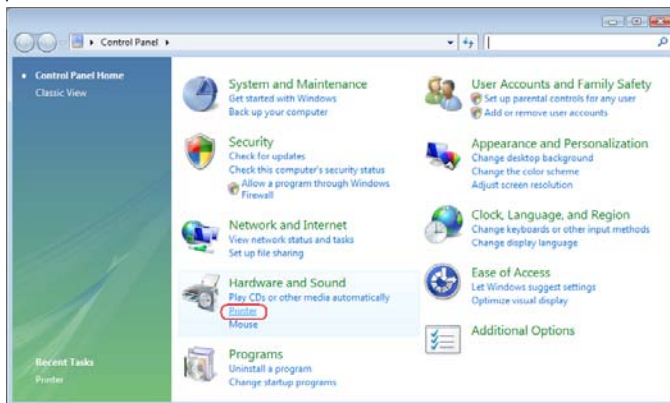 Control Panel
Control Panel Home
Classic View
System and Maintenance
Get started with Windows
Back up your computer
Security
Check for updates
Check this computer's security status
Allow a program through Windows
Firewall
Network and Internet
View network status and tasks
Set up file sharing
Hardware and Sound
Play CDs or other media automatically
Printer
Mouse
Programs
Uninstall a program
Change startup programs
User Accounts and Family Safety
Set up parental controls for any user
Add or remove user accounts
Appearance and Personalization
Change desktop background
Change the color scheme
Adjust screen resolution
Clock, Language, and Region
Change keyboards or other input methods
Change display language
Ease of Access
Let Windows suggest settings
Optimize visual display
Additional Options
Recent Tasks
Printer